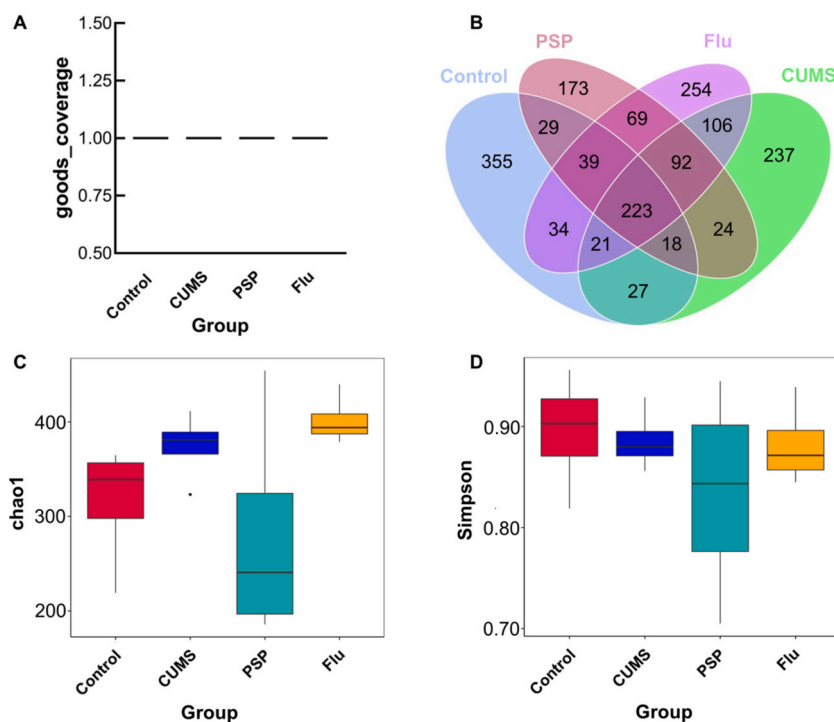 A
1.50
1.25
1.00
0.75
0.50
goods_coverage
Control
CUMS
PSP
Flu
Group
B
PSP
Flu
Control
CUMS
173
254
29
69
106
355
39
92
237
223
34
21
18
24
27
C
400
300
200
chao1
Control
CUMS
PSP
Flu
Group
D
0.90
0.80
0.70
Simpson
Control
CUMS
PSP
Flu
Group